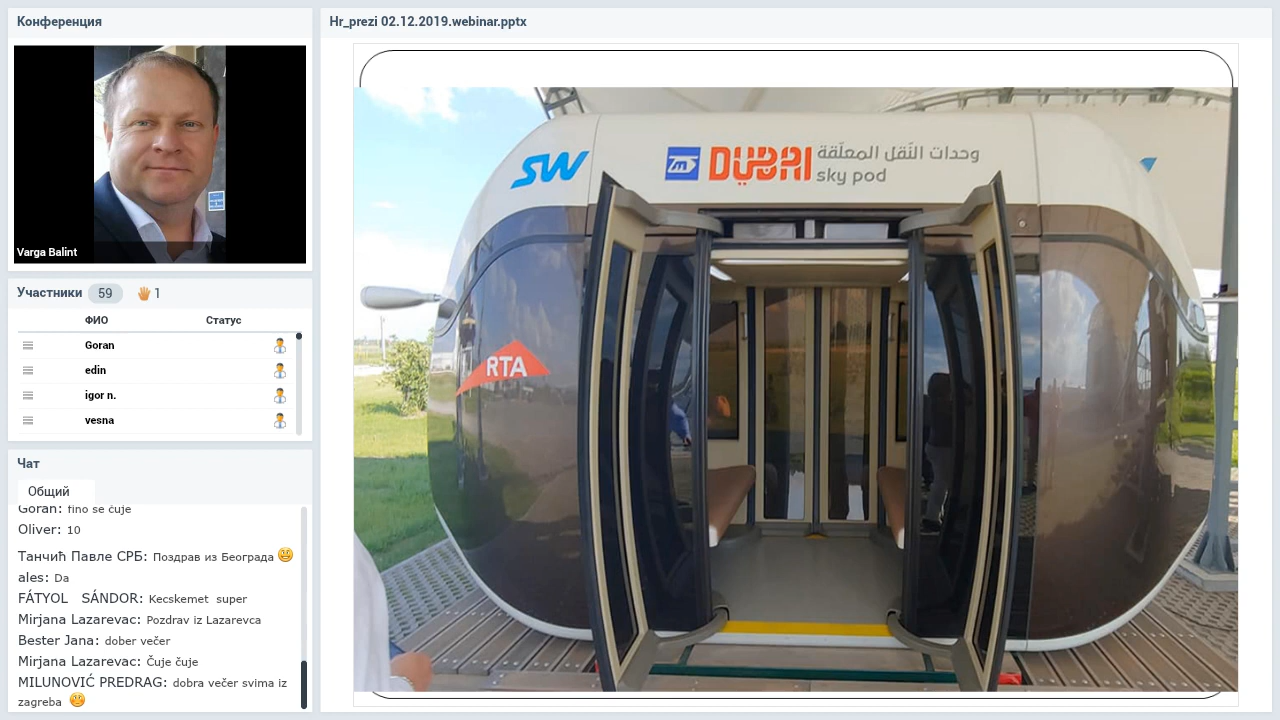 Конференция
Varga Balint
Участники 59 1
ФИО Статус
Goran
edin
igor n.
vesna
Чат
Общий
Goran: fino se čuje
Oliver: 10
Танчић Павле СРБ: Поздрав из Београда
ales: Da
FÁTYOL SÁNDOR: Kecskemet super
Mirjana Lazarevac: Pozdrav iz Lazarevca
Bester Jana: dober večer
Mirjana Lazarevac: Čuje čuje
MILUNOVIĆ PREDRAG: dobra večer svima iz
zagreba
Hr_prezi 02.12.2019.webinar.pptx
SW
DUBAI
وحدات النقل المعلّقة
sky pod
RTA